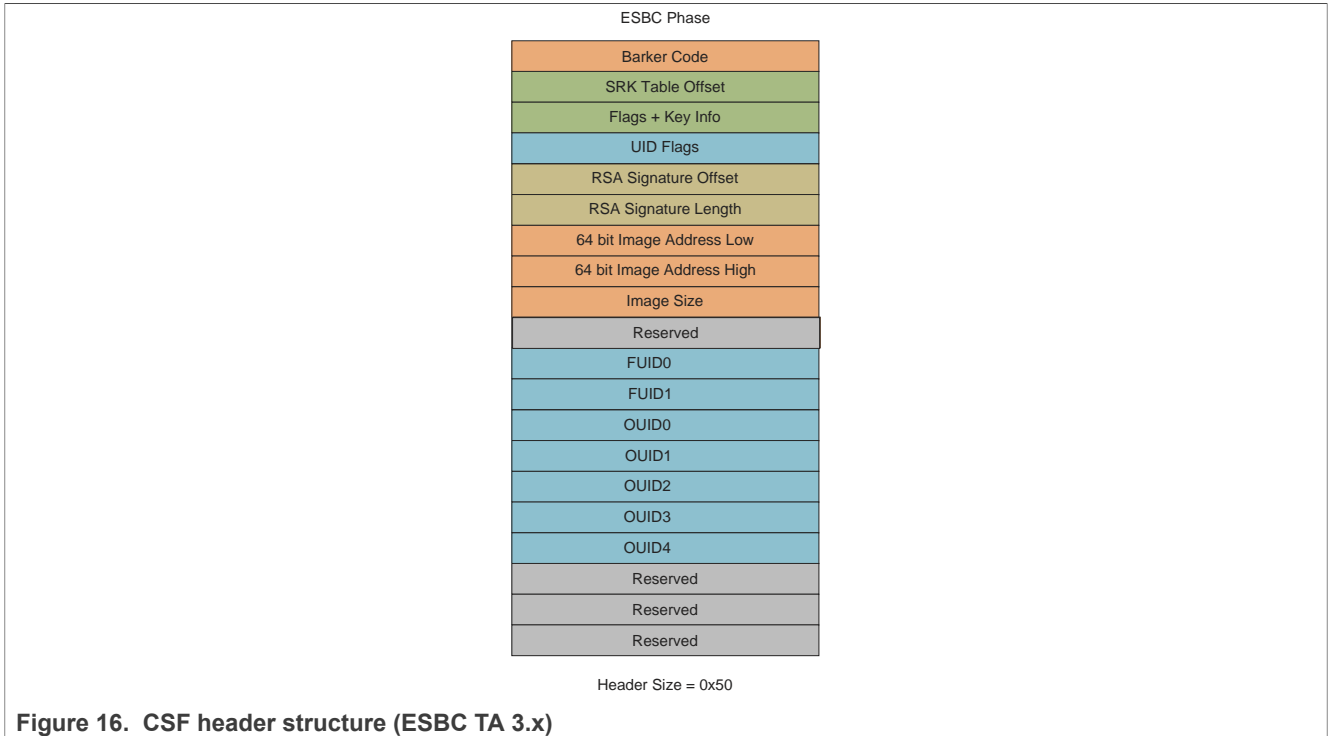 ESBC Phase
Barker Code
SRK Table Offset
Flags + Key Info
UID Flags
RSA Signature Offset
RSA Signature Length
64 bit Image Address Low
64 bit Image Address High
Image Size
Reserved
FUID0
FUID1
OUID0
OUID1
OUID2
OUID3
OUID4
Reserved
Reserved
Reserved
Header Size = 0x50
Figure 16. CSF header structure (ESBC TA 3.x)